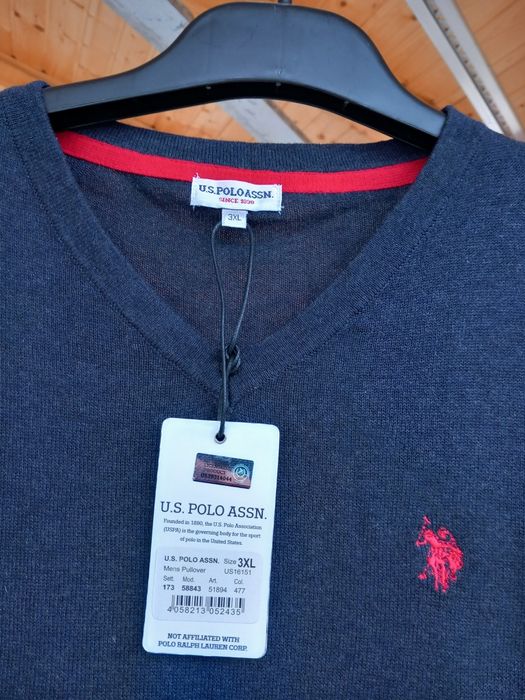 U.S. POLO ASSN.
SINCE 1890
3XL
LICENSED
PRODUCT
U.S. POLO ASSN.
Founded in 1890, the U.S. Polo Association
(USPA) is the governing body for the sport
of polo in the United States.
U.S. POLO ASSN. Size 3XL
Mens Pullover US16151
Sett. Mod. Art. Col.
173 58843 51894 477
4058213052435
NOT AFFILIATED WITH
POLO RALPH LAUREN CORP.